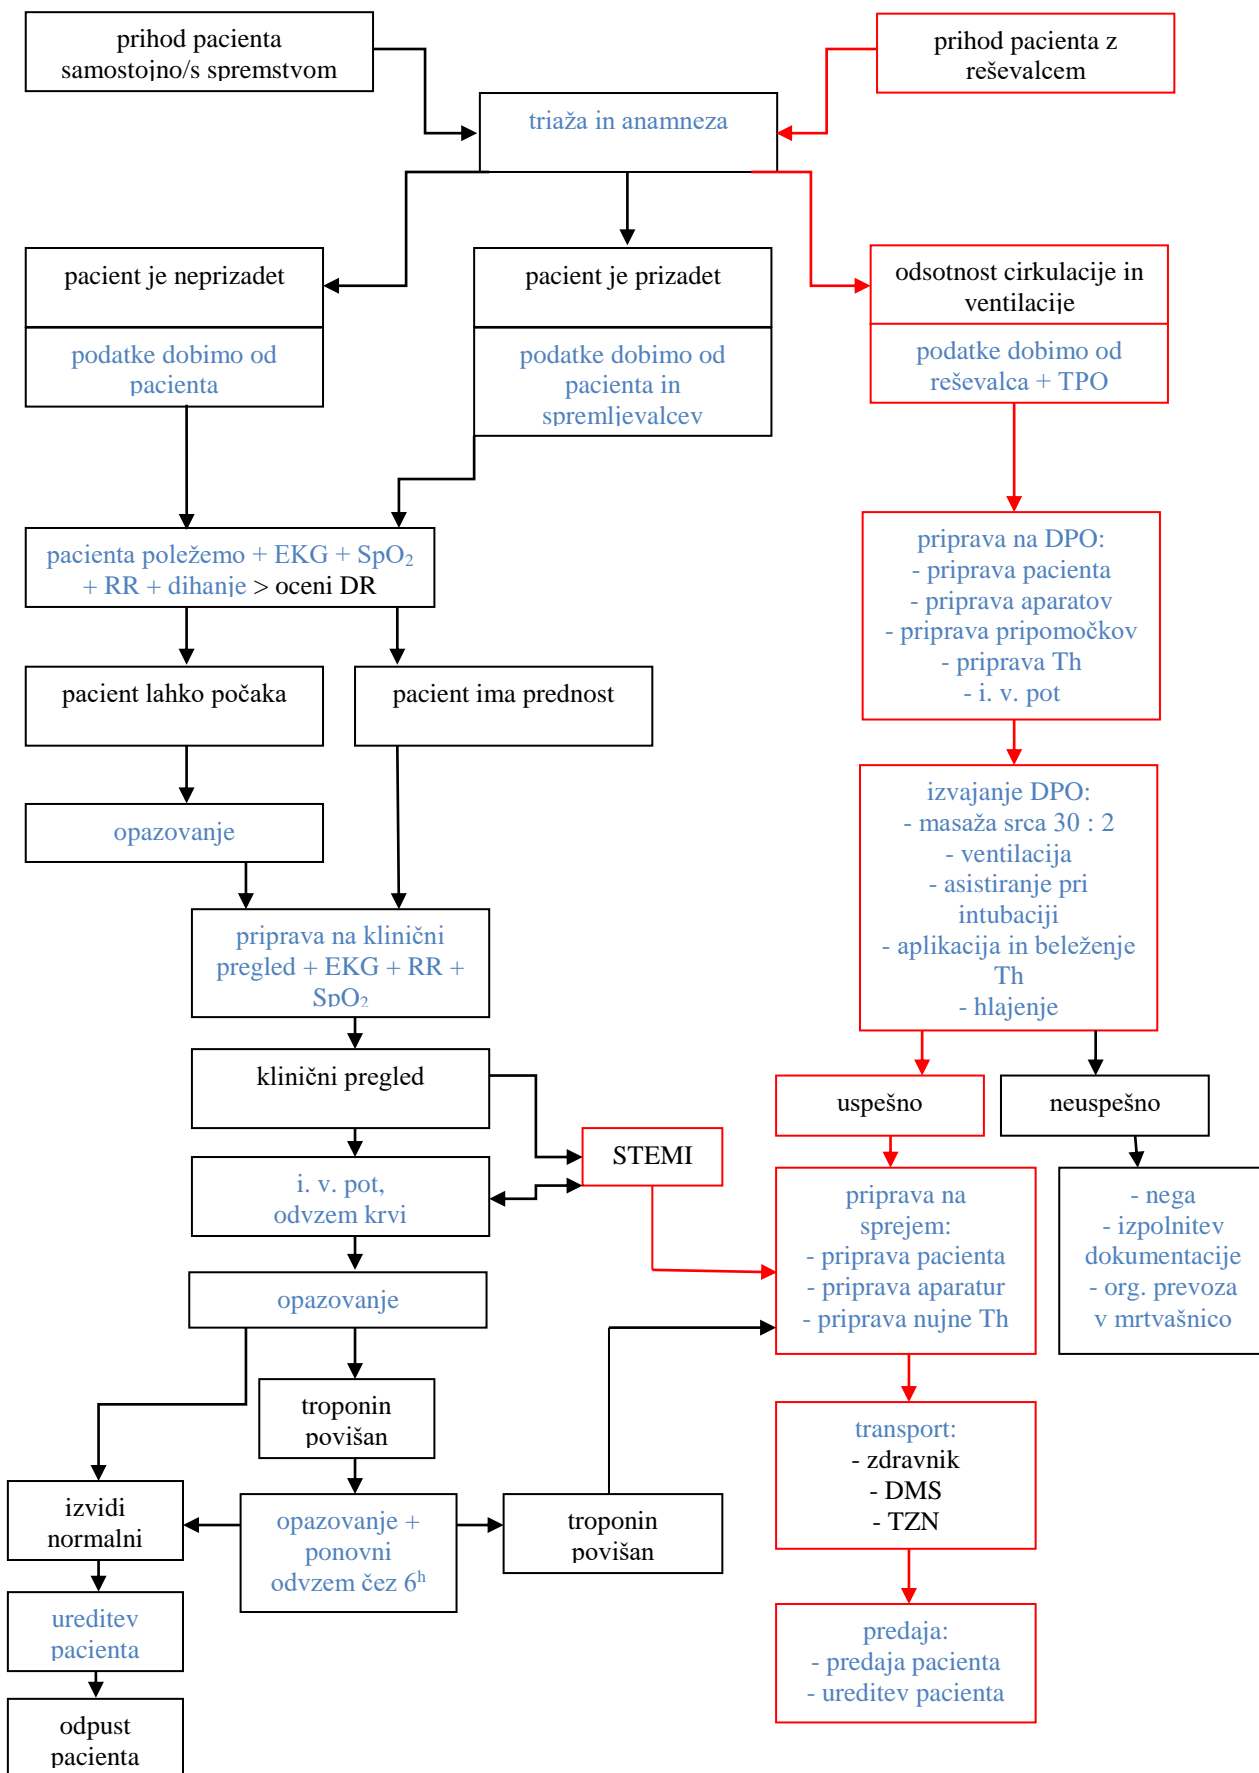 prihod pacienta
samostojno/s spremstvom
prihod pacienta z
reševalcem
triaža in anamneza
pacient je neprizadet
podatke dobimo od
pacienta
pacient je prizadet
podatke dobimo od
pacienta in
spremljevalcev
odsotnost cirkulacije in
ventilacije
podatke dobimo od
reševalca + TPO
pacienta poležemo + EKG + SpO₂
+ RR + dihanje > oceni DR
priprava na DPO:
- priprava pacienta
- priprava aparatov
- priprava pripomočkov
- priprava Th
- i. v. pot
pacient lahko počaka
pacient ima prednost
opazovanje
izvajanje DPO:
- masaža srca 30 : 2
- ventilacija
- asistiranje pri
intubaciji
- aplikacija in beleženje
Th
- hlajenje
priprava na klinični
pregled + EKG + RR +
SpO₂
klinični pregled
uspešno
neuspešno
STEMI
i. v. pot,
odvzem krvi
priprava na
sprejem:
- priprava pacienta
- priprava aparatur
- priprava nujne Th
- nega
- izpolnitev
dokumentacije
- org. prevoza
v mrtvašnico
opazovanje
troponin
povišan
transport:
- zdravnik
- DMS
- TZN
izvidi
normalni
opazovanje +
ponovni
odvzem čez 6ʰ
troponin
povišan
ureditev
pacienta
predaja:
- predaja pacienta
- ureditev pacienta
odpust
pacienta